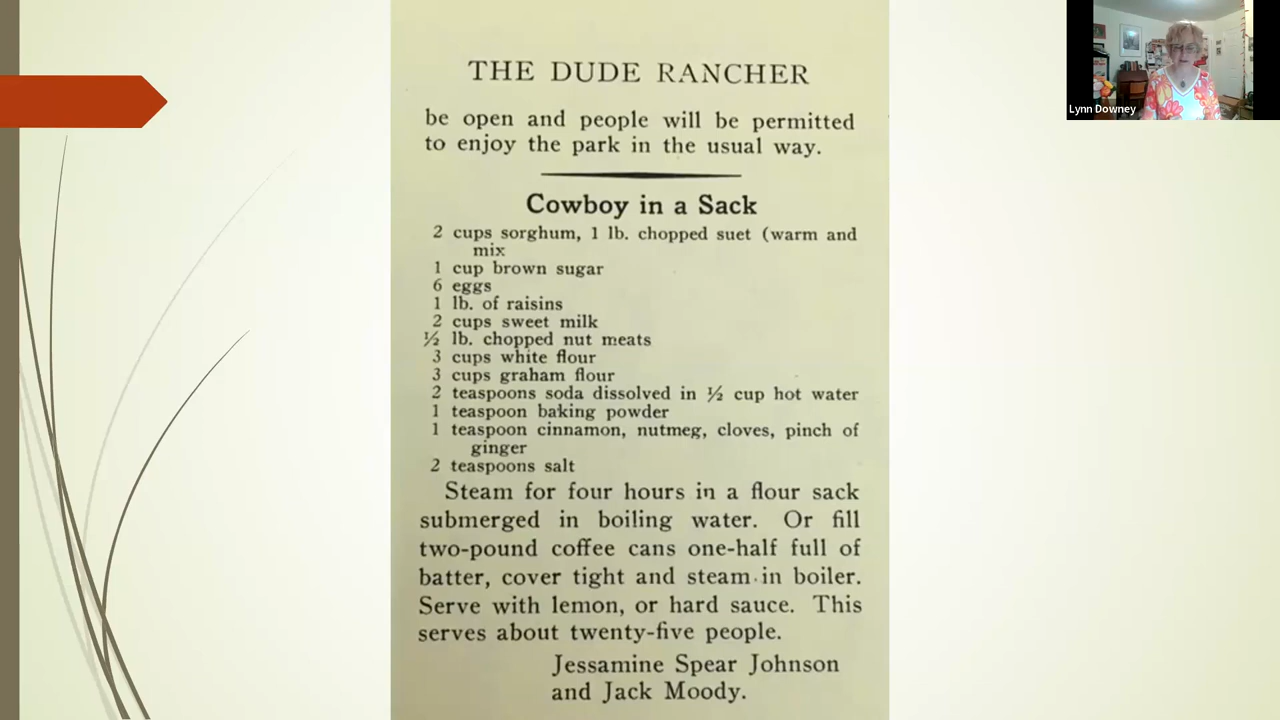 THE DUDE RANCHER
be open and people will be permitted
to enjoy the park in the usual way.
Cowboy in a Sack
2 cups sorghum, 1 lb. chopped suet (warm and
mix
1 cup brown sugar
6 eggs
1 lb. of raisins
2 cups sweet milk
½ lb. chopped nut meats
3 cups white flour
3 cups graham flour
2 teaspoons soda dissolved in ½ cup hot water
1 teaspoon baking powder
1 teaspoon cinnamon, nutmeg, cloves, pinch of
ginger
2 teaspoons salt
Steam for four hours in a flour sack
submerged in boiling water. Or fill
two-pound coffee cans one-half full of
batter, cover tight and steam in boiler.
Serve with lemon, or hard sauce. This
serves about twenty-five people.
Jessamine Spear Johnson
and Jack Moody.
Lynn Downey